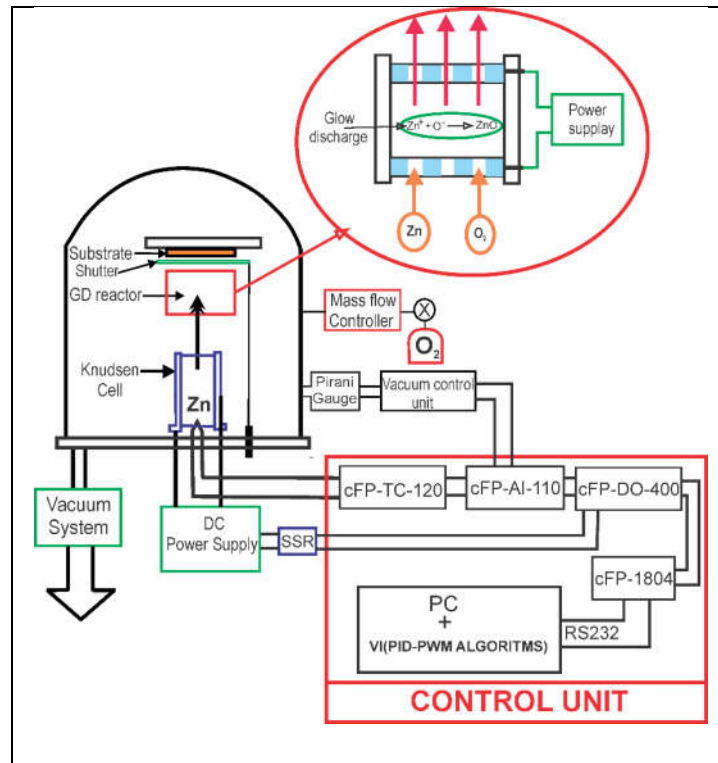 Glow
discharge
Zn⁺ + O⁻ → ZnO
Power
supplay
Zn
O₂
Substrate
Shutter
GD reactor
Knudsen
Cell
Zn
Mass flow
Controller
X
O₂
Pirani
Gauge
Vacuum control
unit
cFP-TC-120
cFP-AI-110
cFP-DO-400
Vacuum
System
DC
Power Supply
SSR
cFP-1804
PC
+
VI(PID-PWM ALGORITMS)
RS232
CONTROL UNIT